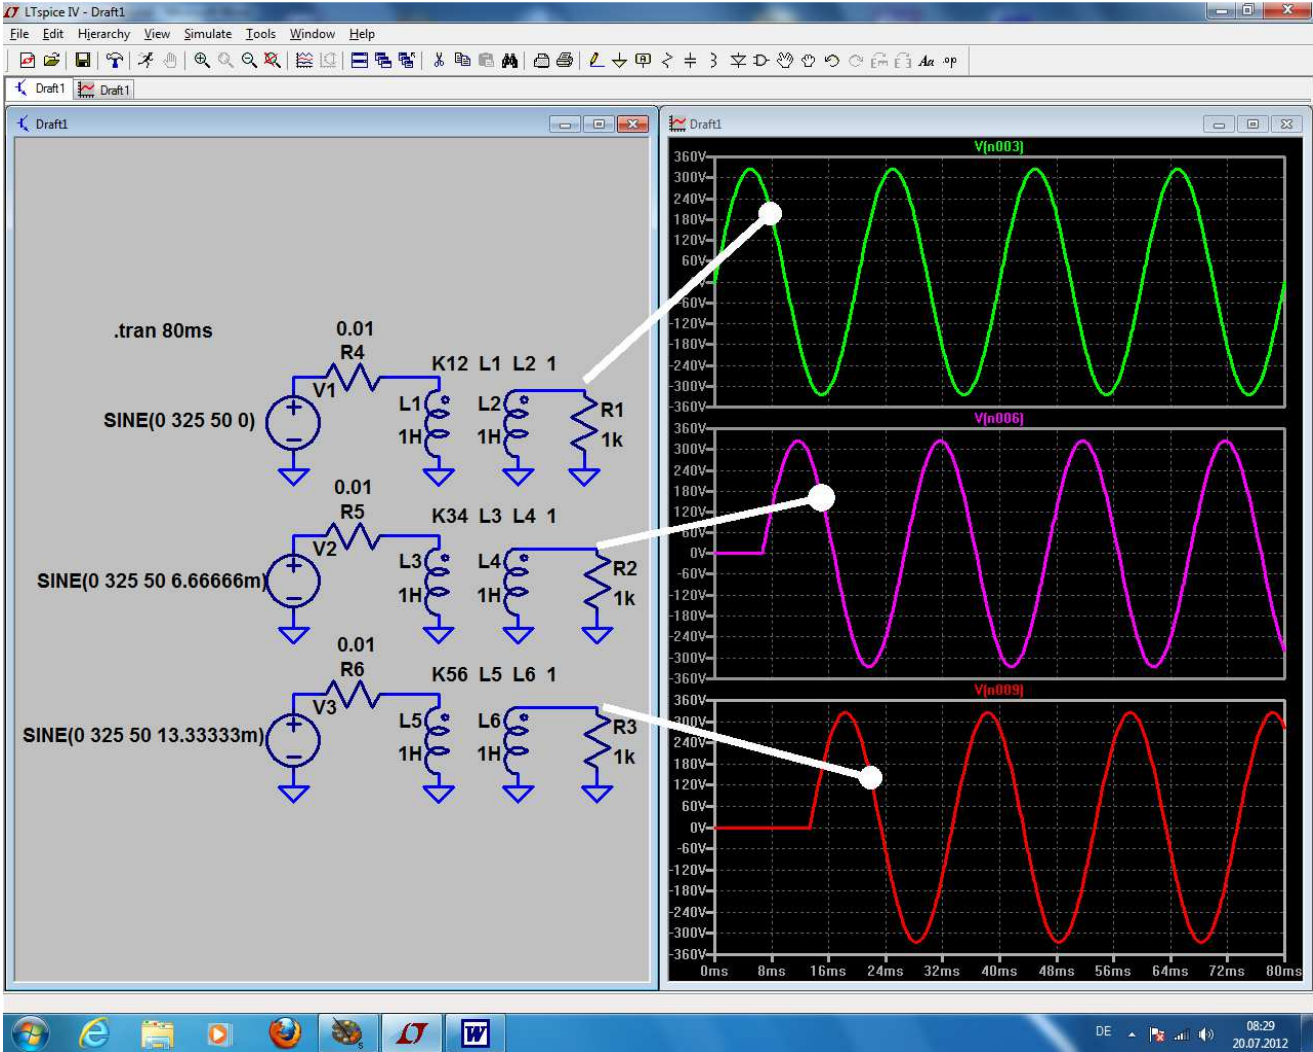 LTspice IV - Draft1
File Edit Hierarchy View Simulate Tools Window Help
Draft1 Draft1
Draft1
.tran 80ms
0.01
R4
K12 L1 L2 1
V1
SINE(0 325 50 0)
L1
1H
L2
1H
R1
1k
0.01
R5
K34 L3 L4 1
V2
SINE(0 325 50 6.66666m)
L3
1H
L4
1H
R2
1k
0.01
R6
K56 L5 L6 1
V3
SINE(0 325 50 13.33333m)
L5
1H
L6
1H
R3
1k
Draft1
V(n003)
360V
300V
240V
180V
120V
60V
-120V
-180V
-240V
-300V
-360V
V(n006)
360V
300V
240V
180V
120V
60V
0V
-60V
-120V
-180V
-240V
-300V
-360V
V(n009)
360V
300V
240V
180V
120V
60V
0V
-60V
-120V
-180V
-240V
-300V
-360V
0ms 8ms 16ms 24ms 32ms 40ms 48ms 56ms 64ms 72ms 80ms
DE
08:29
20.07.2012